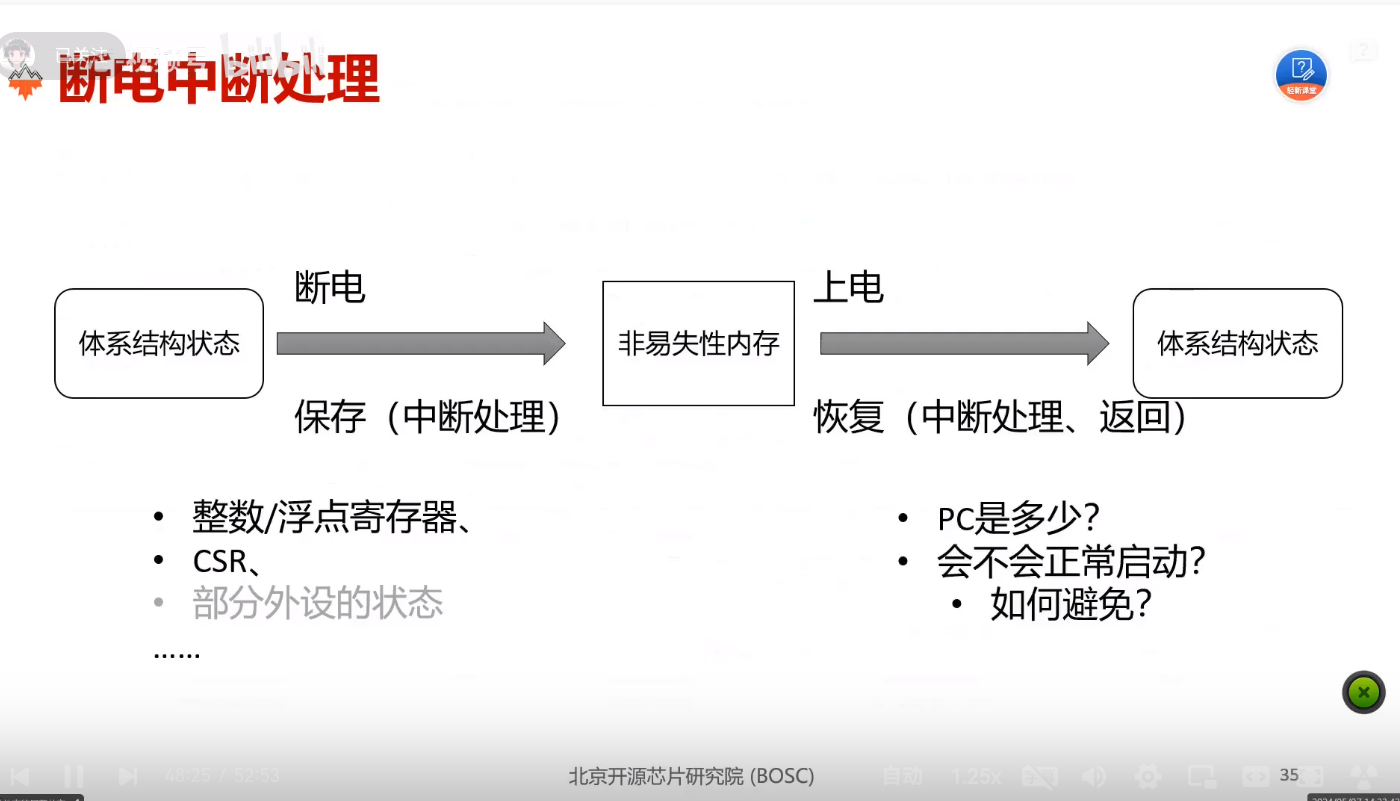 断电中断处理
轻新课堂
断电
上电
体系结构状态
非易失性内存
体系结构状态
保存（中断处理）
恢复（中断处理、返回）
• 整数/浮点寄存器、
• CSR、
• 部分外设的状态
……
• PC是多少？
• 会不会正常启动？
• 如何避免？
48:25 / 52:53
北京开源芯片研究院 (BOSC)
自动
1.25x
35